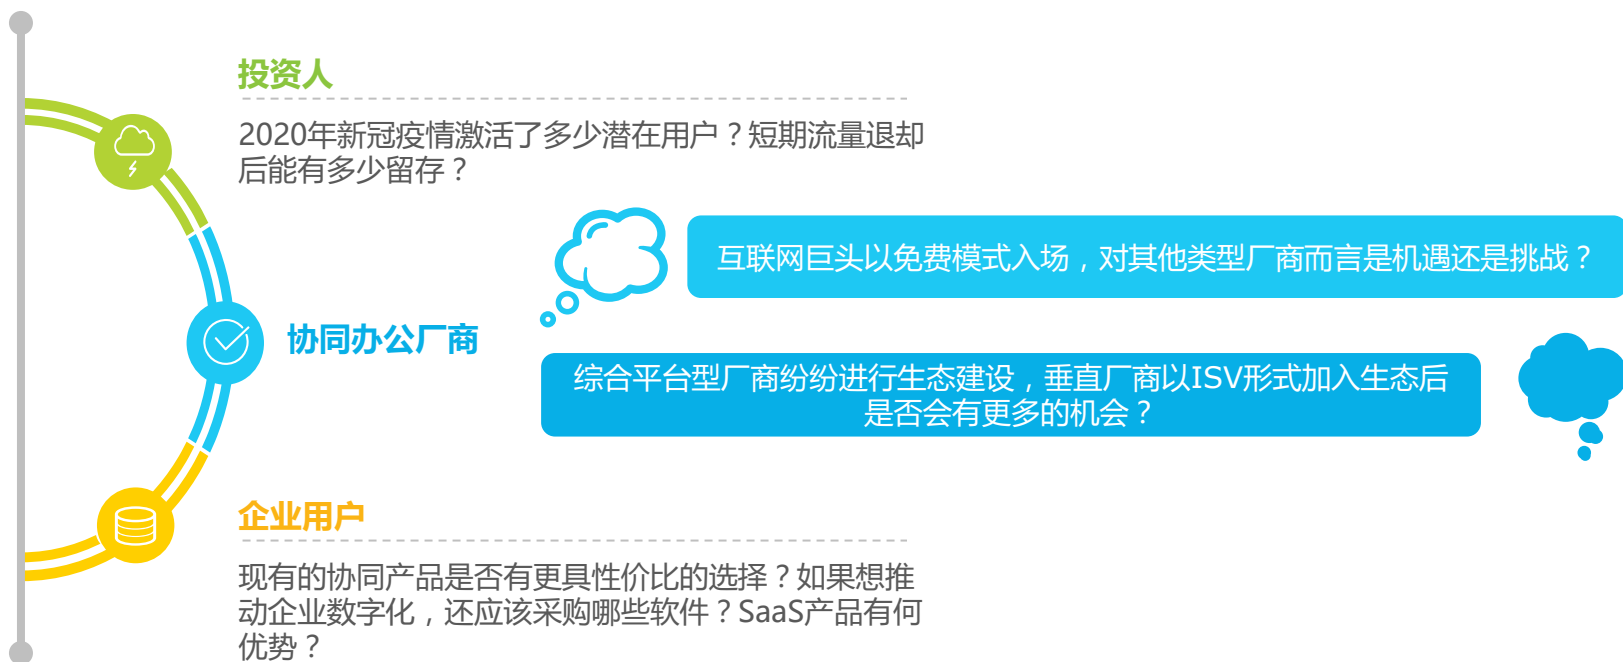 投资人
2020年新冠疫情激活了多少潜在用户？短期流量退却
后能有多少留存？
互联网巨头以免费模式入场，对其他类型厂商而言是机遇还是挑战？
协同办公厂商
综合平台型厂商纷纷进行生态建设，垂直厂商以ISV形式加入生态后
是否会有更多的机会？
企业用户
现有的协同产品是否有更具性价比的选择？如果想推
动企业数字化，还应该采购哪些软件？SaaS产品有何
优势？